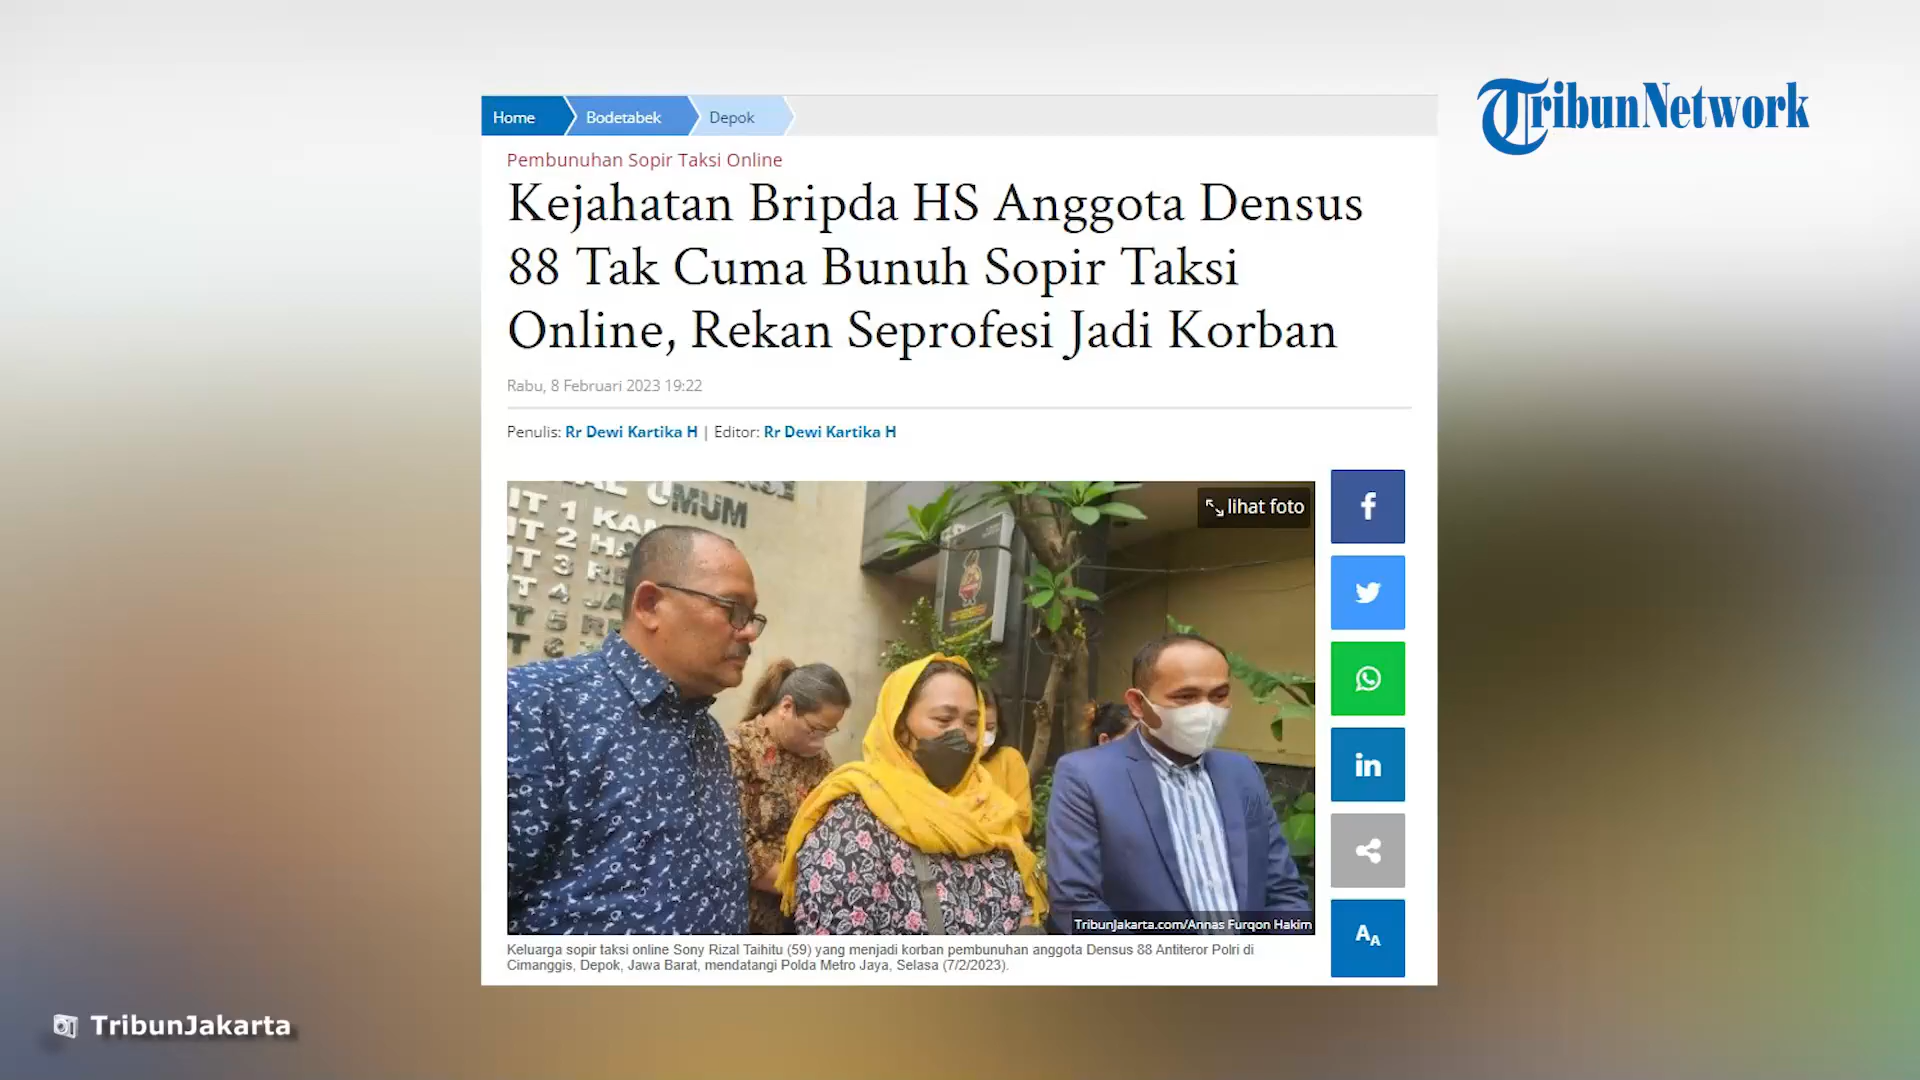 TribunNetwork
Home
Bodetabek
Depok
Pembunuhan Sopir Taksi Online
Kejahatan Bripda HS Anggota Densus
88 Tak Cuma Bunuh Sopir Taksi
Online, Rekan Seprofesi Jadi Korban
Rabu, 8 Februari 2023 19:22
Penulis: Rr Dewi Kartika H | Editor: Rr Dewi Kartika H
lihat foto
UMUM
TribunJakarta.com/Annas Furqon Hakim
Keluarga sopir taksi online Sony Rizal Taihitu (59) yang menjadi korban pembunuhan anggota Densus 88 Antiteror Polri di
Cimanggis, Depok, Jawa Barat, mendatangi Polda Metro Jaya, Selasa (7/2/2023).
TribunJakarta